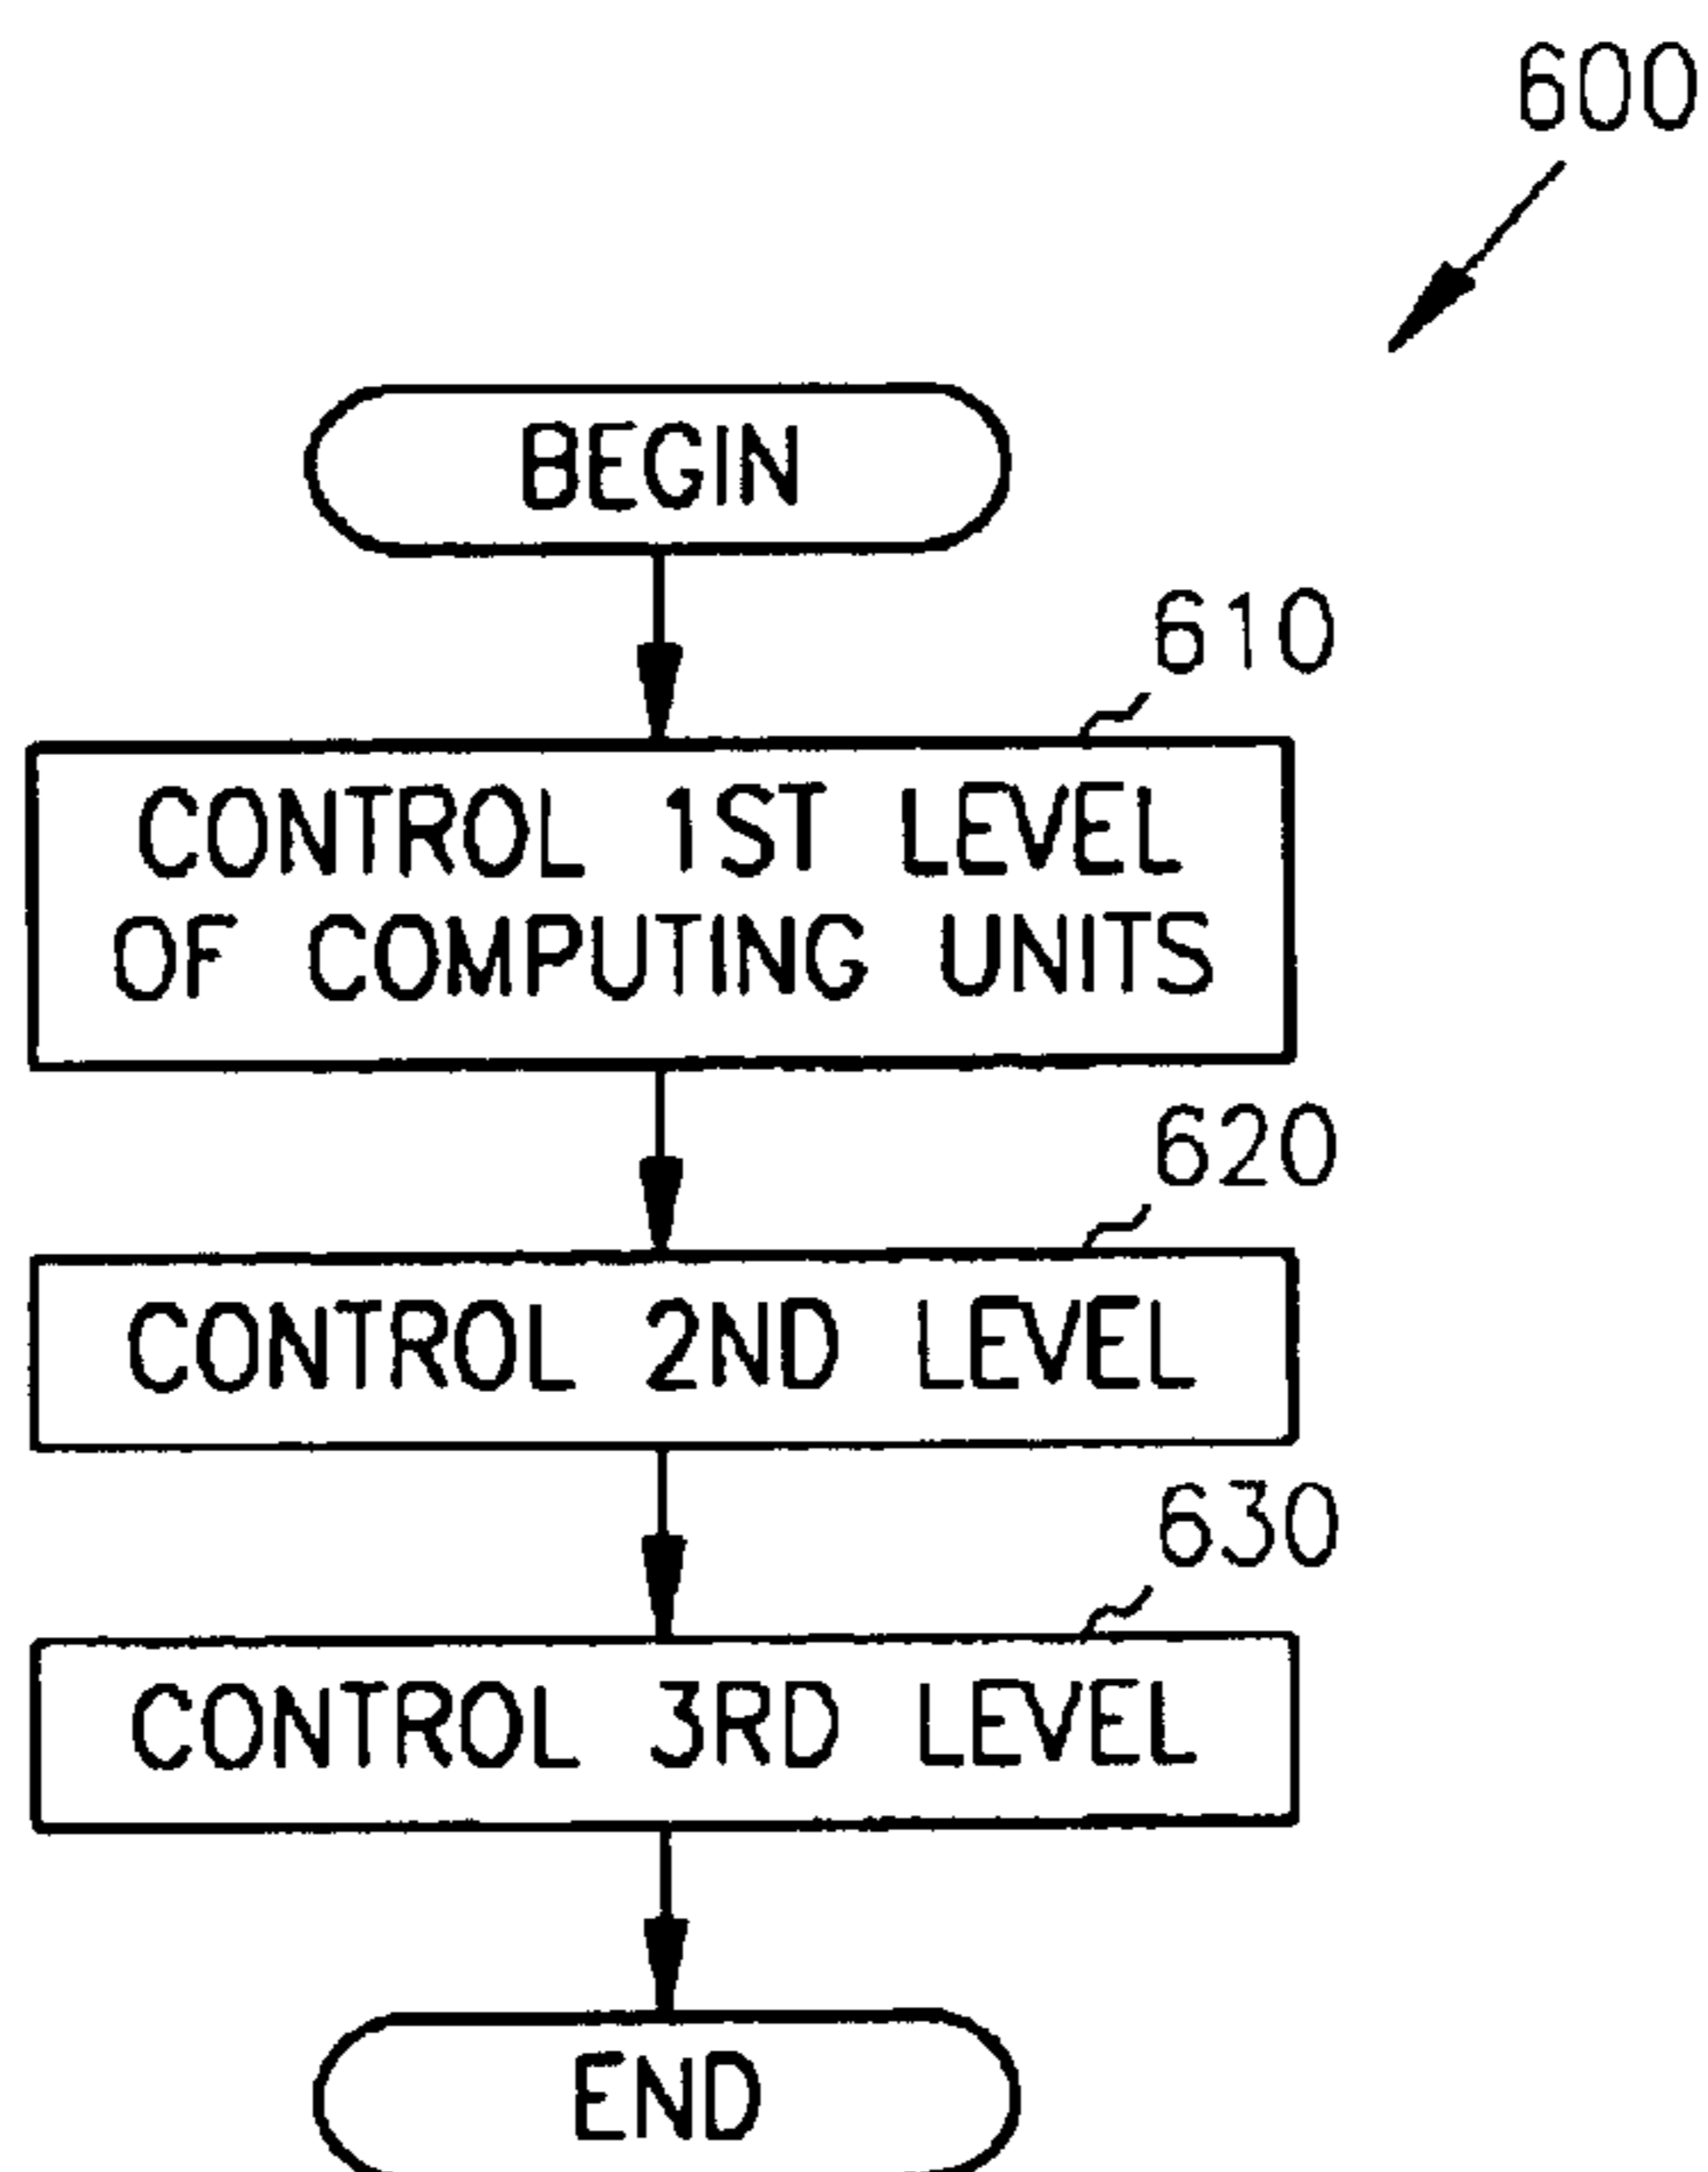 600
BEGIN
610
CONTROL 1ST LEVEL
OF COMPUTING UNITS
620
CONTROL 2ND LEVEL
630
CONTROL 3RD LEVEL
END